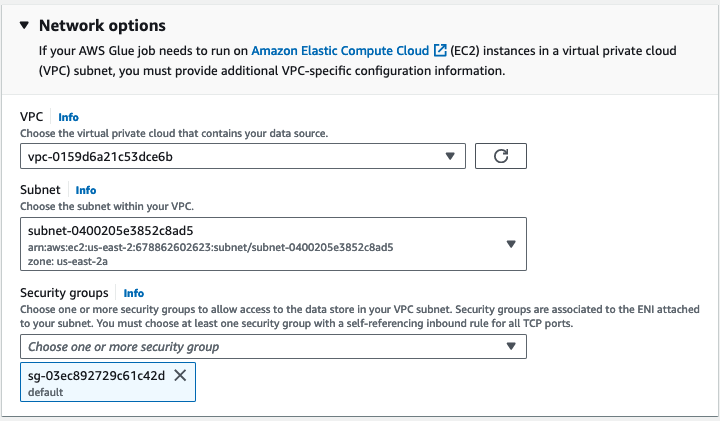 Network options
If your AWS Glue job needs to run on Amazon Elastic Compute Cloud (EC2) instances in a virtual private cloud
(VPC) subnet, you must provide additional VPC-specific configuration information.
VPC Info
Choose the virtual private cloud that contains your data source.
vpc-0159d6a21c53dce6b
Subnet Info
Choose the subnet within your VPC.
subnet-0400205e3852c8ad5
arn:aws:ec2:us-east-2:678862602623:subnet/subnet-0400205e3852c8ad5
zone: us-east-2a
Security groups Info
Choose one or more security groups to allow access to the data store in your VPC subnet. Security groups are associated to the ENI attached
to your subnet. You must choose at least one security group with a self-referencing inbound rule for all TCP ports.
Choose one or more security group
sg-03ec892729c61c42d
default